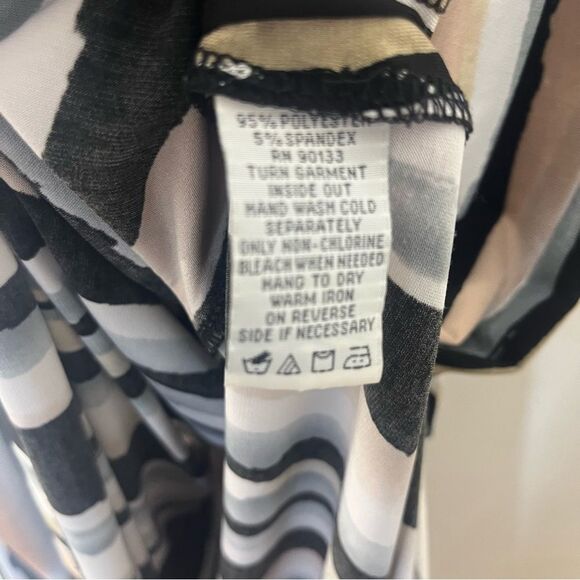 95% POLYESTER
5% SPANDEX
RN 90133
TURN GARMENT
INSIDE OUT
HAND WASH COLD
SEPARATELY
ONLY NON-CHLORINE
BLEACH WHEN NEEDED
HANG TO DRY
WARM IRON
ON REVERSE
SIDE IF NECESSARY